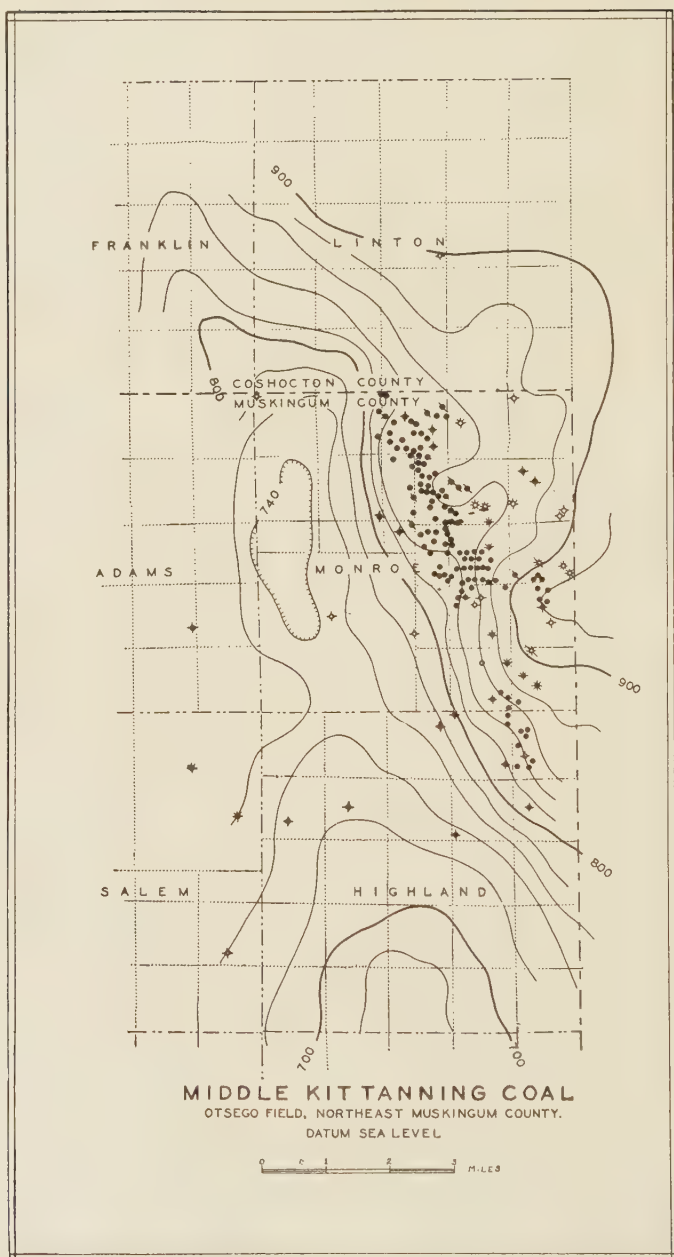 900
FRANKLIN LINTON
800
COSHOCTON COUNTY
MUSKINGUM COUNTY
740
ADAMS MONROE
900
800
SALEM HIGHLAND
700 700
MIDDLE KITTANNING COAL
OTSEGO FIELD, NORTHEAST MUSKINGUM COUNTY.
DATUM SEA LEVEL
0 0 1 2 3 MILES